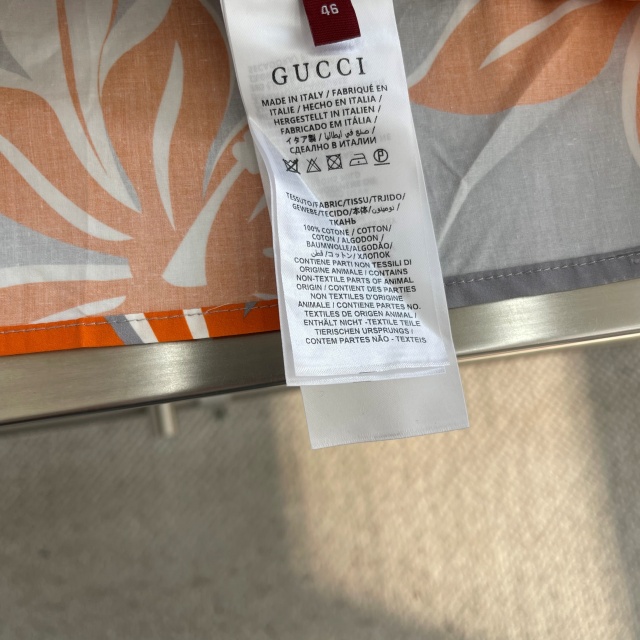 46
GUCCI
MADE IN ITALY / FABRIQUÉ EN
ITALIE / HECHO EN ITALIA /
HERGESTELLT IN ITALIEN /
FABRICADO EM ITÁLIA /
イタリア製 / صنع في ايطاليا /
СДЕЛАНО В ИТАЛИИ
TESSUTO/FABRIC/TISSU/TEJIDO/
GEWEBE/TECIDO/本体/
ТКАНЬ
100% COTONE / COTTON/
COTON / ALGODON /
BAUMWOLLE/ALGODÃO/
قطن/コットン/ ХЛОПОК
CONTIENE PARTI NON TESSILI DI
ORIGINE ANIMALE / CONTAINS
NON-TEXTILE PARTS OF ANIMAL
ORIGIN / CONTIENT DES PARTIES
NON TEXTILES D'ORIGINE
ANIMALE / CONTIENE PARTES NO
TEXTILES DE ORIGEN ANIMAL /
ENTHÄLT NICHT -TEXTILE TEILE
TIERISCHEN URSPRUNGS /
CONTEM PARTES NÃO - TEXTEIS